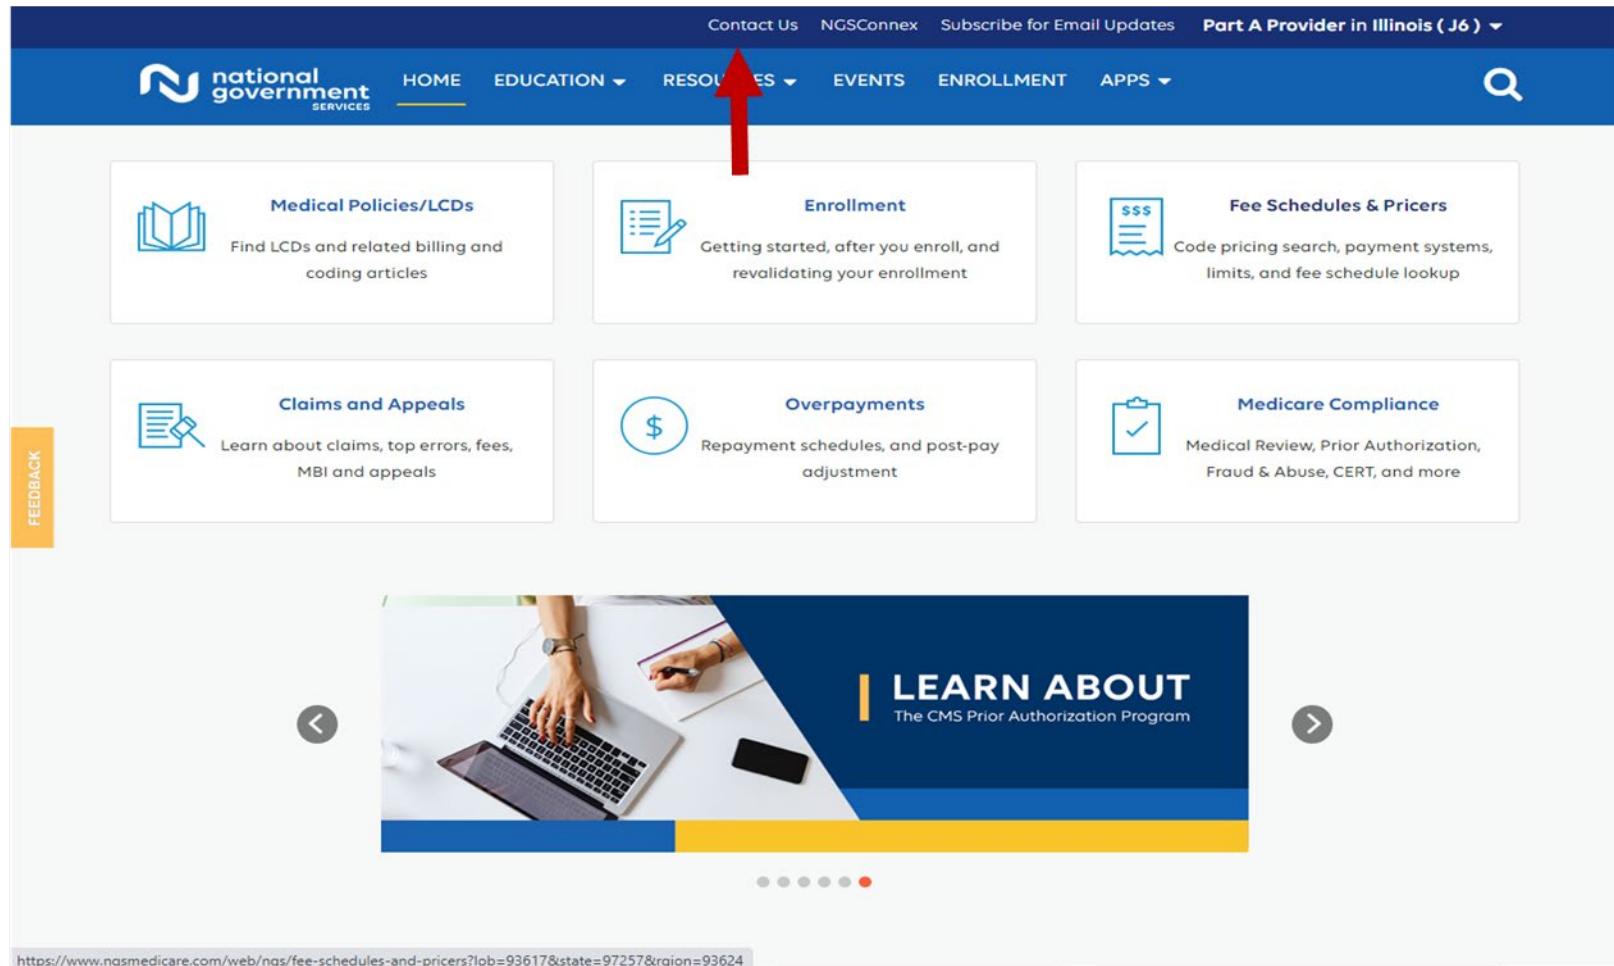 Contact Us NGSConnex Subscribe for Email Updates Part A Provider in Illinois ( J6 )
national
government
SERVICES
HOME EDUCATION EVENTS ENROLLMENT APPS
Medical Policies/LCDs
Find LCDs and related billing and
coding articles
Enrollment
Getting started, after you enroll, and
revalidating your enrollment
$$$
Fee Schedules & Pricers
Code pricing search, payment systems,
limits, and fee schedule lookup
Claims and Appeals
Learn about claims, top errors, fees,
MBI and appeals
$
Overpayments
Repayment schedules, and post-pay
adjustment
Medicare Compliance
Medical Review, Prior Authorization,
Fraud & Abuse, CERT, and more
FEEDBACK
LEARN ABOUT
The CMS Prior Authorization Program
https://www.ngsmedicare.com/web/ngs/fee-schedules-and-pricers?lob=93617&state=97257&rgion=93624